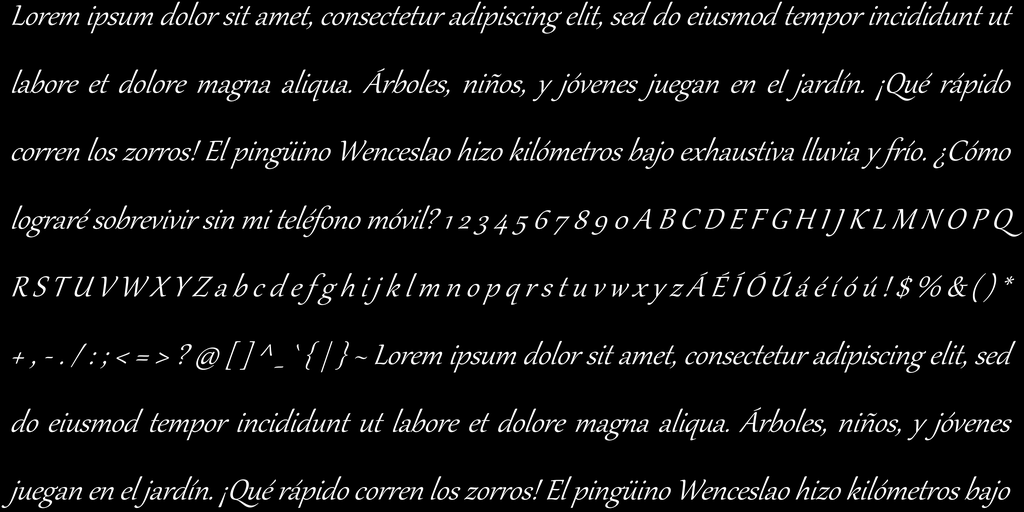 Lorem ipsum dolor sit amet, consectetur adipiscing elit, sed do eiusmod tempor incididunt ut
labore et dolore magna aliqua. Árboles, niños, y jóvenes juegan en el jardín. ¡Qué rápido
corren los zorros! El pingüino Wenceslao hizo kilómetros bajo exhaustiva lluvia y frío. ¿Cómo
lograré sobrevivir sin mi teléfono móvil? 1 2 3 4 5 6 7 8 9 0 A B C D E F G H I J K L M N O P Q
R S T U V W X Y Z a b c d e f g h i j k l m n o p q r s t u v w x y z Á É Í Ó Ú á é í ó ú ! $ % & ( ) *
+ , - . / : ; < = > ? @ [ ] ^ _ ` { | } ~ Lorem ipsum dolor sit amet, consectetur adipiscing elit, sed
do eiusmod tempor incididunt ut labore et dolore magna aliqua. Árboles, niños, y jóvenes
juegan en el jardín. ¡Qué rápido corren los zorros! El pingüino Wenceslao hizo kilómetros bajo